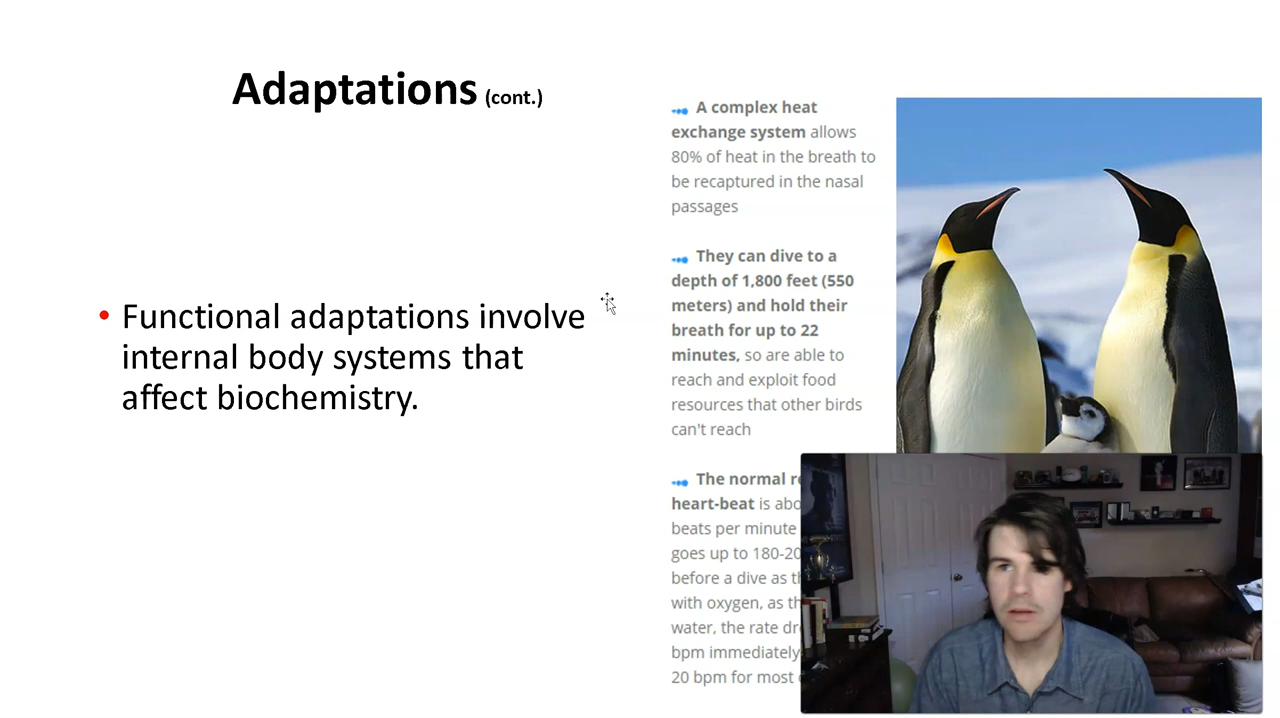 Adaptations (cont.)
• Functional adaptations involve
internal body systems that
affect biochemistry.
A complex heat
exchange system allows
80% of heat in the breath to
be recaptured in the nasal
passages
They can dive to a
depth of 1,800 feet (550
meters) and hold their
breath for up to 22
minutes, so are able to
reach and exploit food
resources that other birds
can't reach
The normal
heart-beat is
beats per minute
goes up to
before a dive as
with oxygen, as
water, the rate
bpm immediately
20 bpm for most